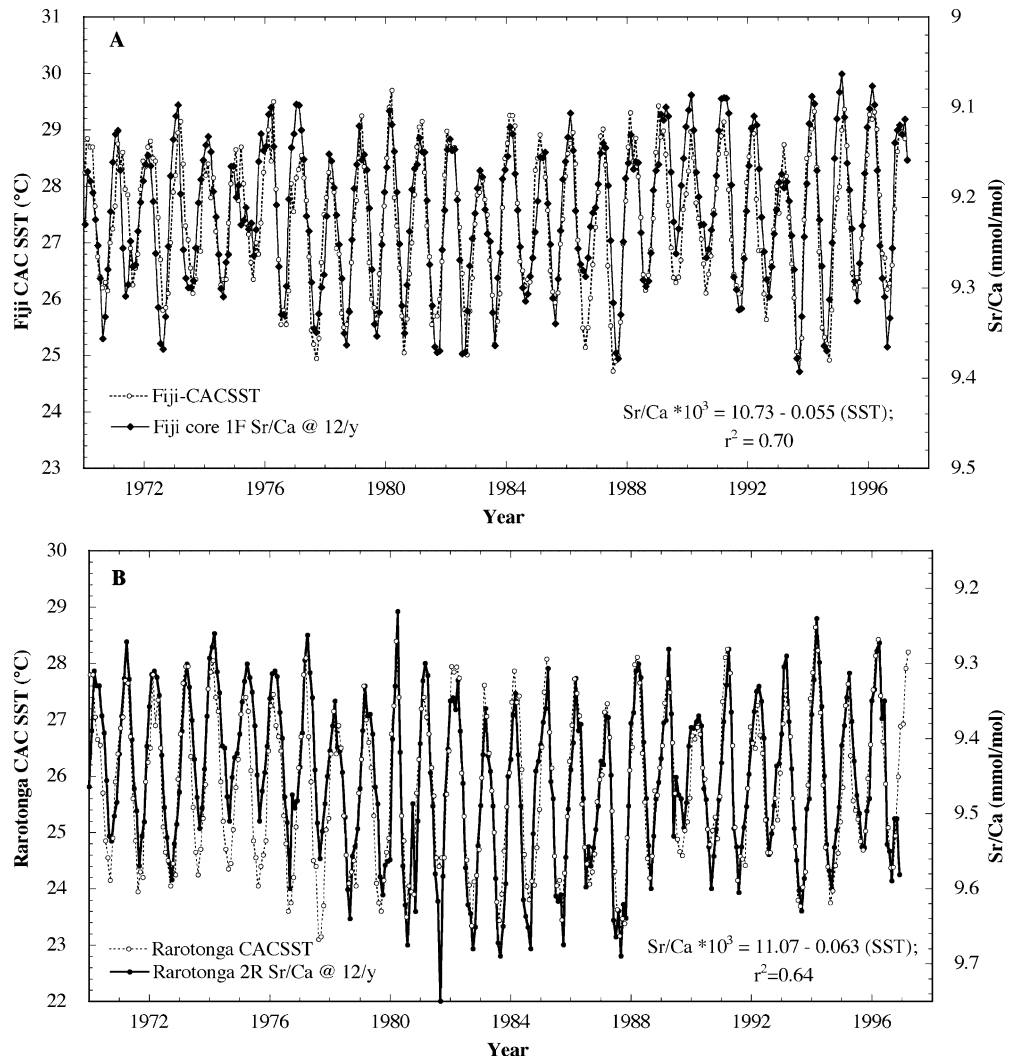 A
Fiji CAC SST (°C)
31
30
29
28
27
26
25
24
23
9
9.1
9.2
9.3
9.4
9.5
Sr/Ca (mmol/mol)
Fiji-CACSST
Fiji core 1F Sr/Ca @ 12/y
Sr/Ca *10³ = 10.73 - 0.055 (SST);
r² = 0.70
1972 1976 1980 1984 1988 1992 1996
Year
B
Rarotonga CAC SST (°C)
30
29
28
27
26
25
24
23
22
9.2
9.3
9.4
9.5
9.6
9.7
Sr/Ca (mmol/mol)
Rarotonga CACSST
Rarotonga 2R Sr/Ca @ 12/y
Sr/Ca *10³ = 11.07 - 0.063 (SST);
r²=0.64
1972 1976 1980 1984 1988 1992 1996
Year